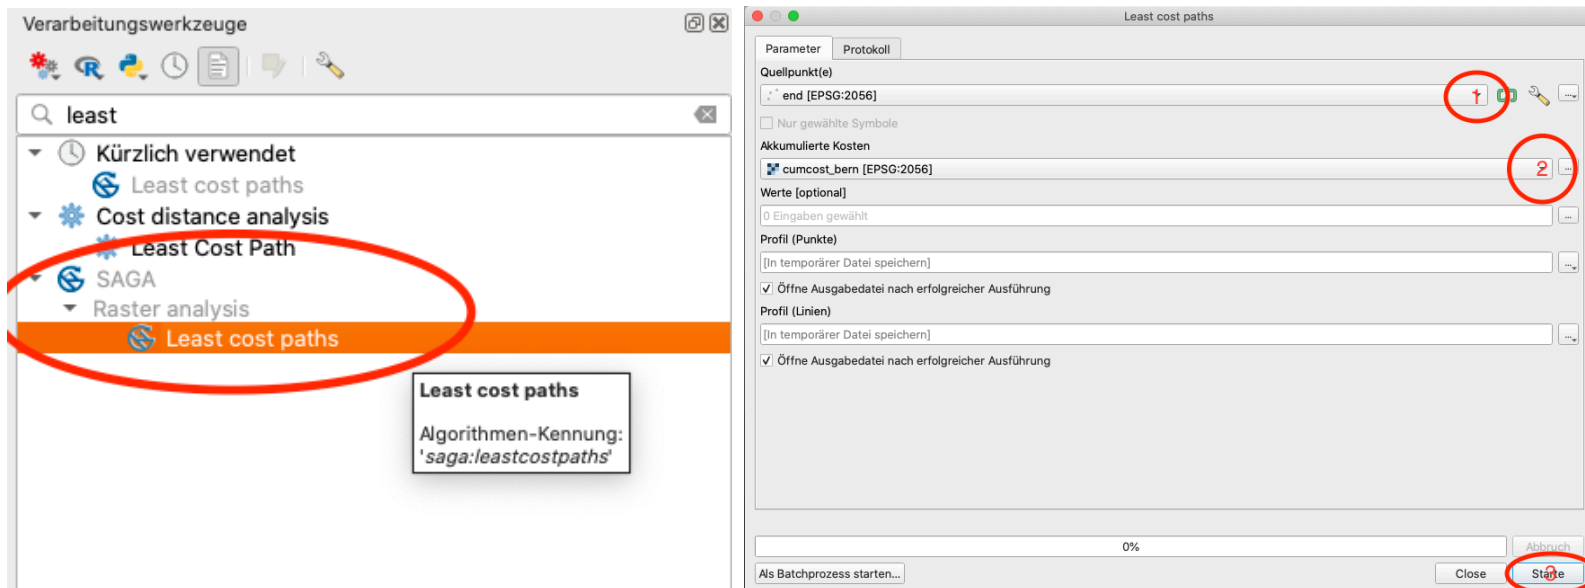 Verarbeitungswerkzeuge
least
Kürzlich verwendet
Least cost paths
Cost distance analysis
Least Cost Path
SAGA
Raster analysis
Least cost paths
Least cost paths
Algorithmen-Kennung:
'saga:leastcostpaths'
Least cost paths
Parameter Protokoll
Quellpunkt(e)
end [EPSG:2056] 1 ...
Nur gewählte Symbole
Akkumulierte Kosten
cumcost_bern [EPSG:2056] 2 ...
Werte [optional]
0 Eingaben gewählt ...
Profil (Punkte)
[In temporärer Datei speichern] ...
Öffne Ausgabedatei nach erfolgreicher Ausführung
Profil (Linien)
[In temporärer Datei speichern] ...
Öffne Ausgabedatei nach erfolgreicher Ausführung
0% Abbruch
Als Batchprozess starten... Close Starte 3